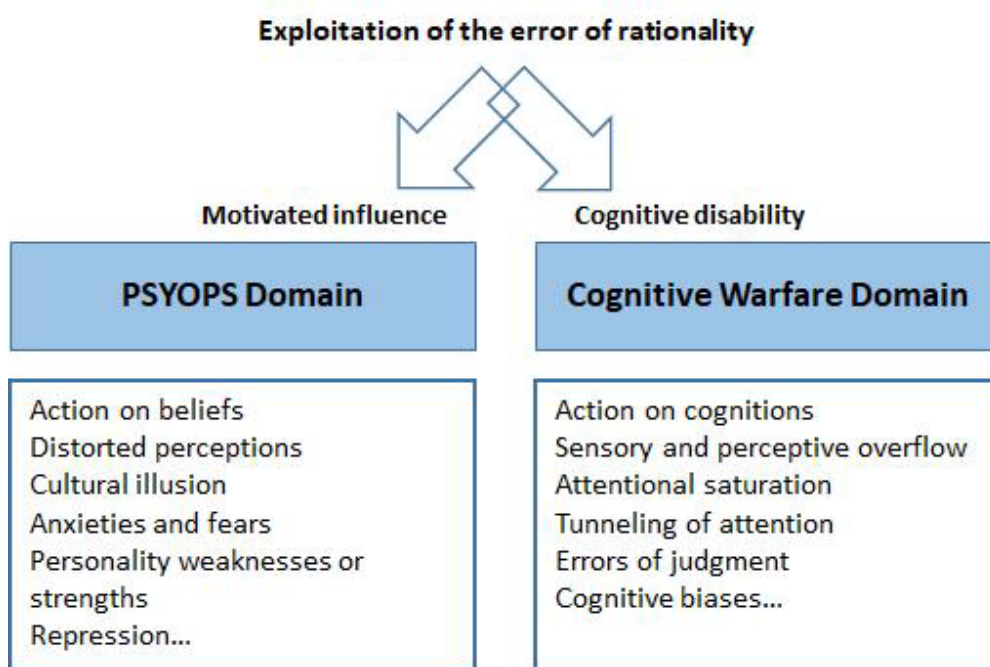 Exploitation of the error of rationality
Motivated influence
PSYOPS Domain
Action on beliefs
Distorted perceptions
Cultural illusion
Anxieties and fears
Personality weaknesses or
strengths
Repression...
Cognitive disability
Cognitive Warfare Domain
Action on cognitions
Sensory and perceptive overflow
Attentional saturation
Tunneling of attention
Errors of judgment
Cognitive biases...